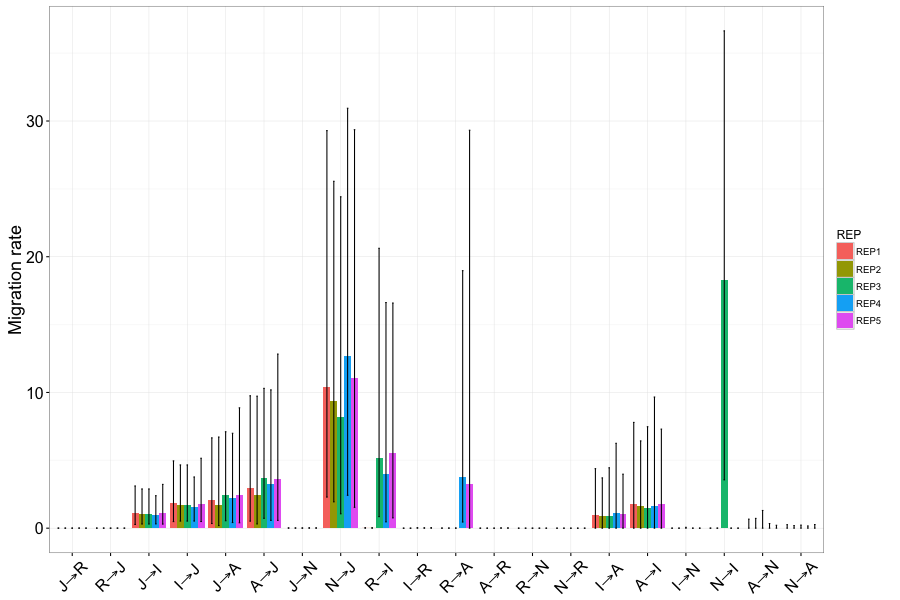 Migration rate
30
20
10
0
J→R
R→J
J→I
I→J
J→A
A→J
J→N
N→J
R→I
I→R
R→A
A→R
R→N
N→R
I→A
A→I
I→N
N→I
A→N
N→A
REP
REP1
REP2
REP3
REP4
REP5